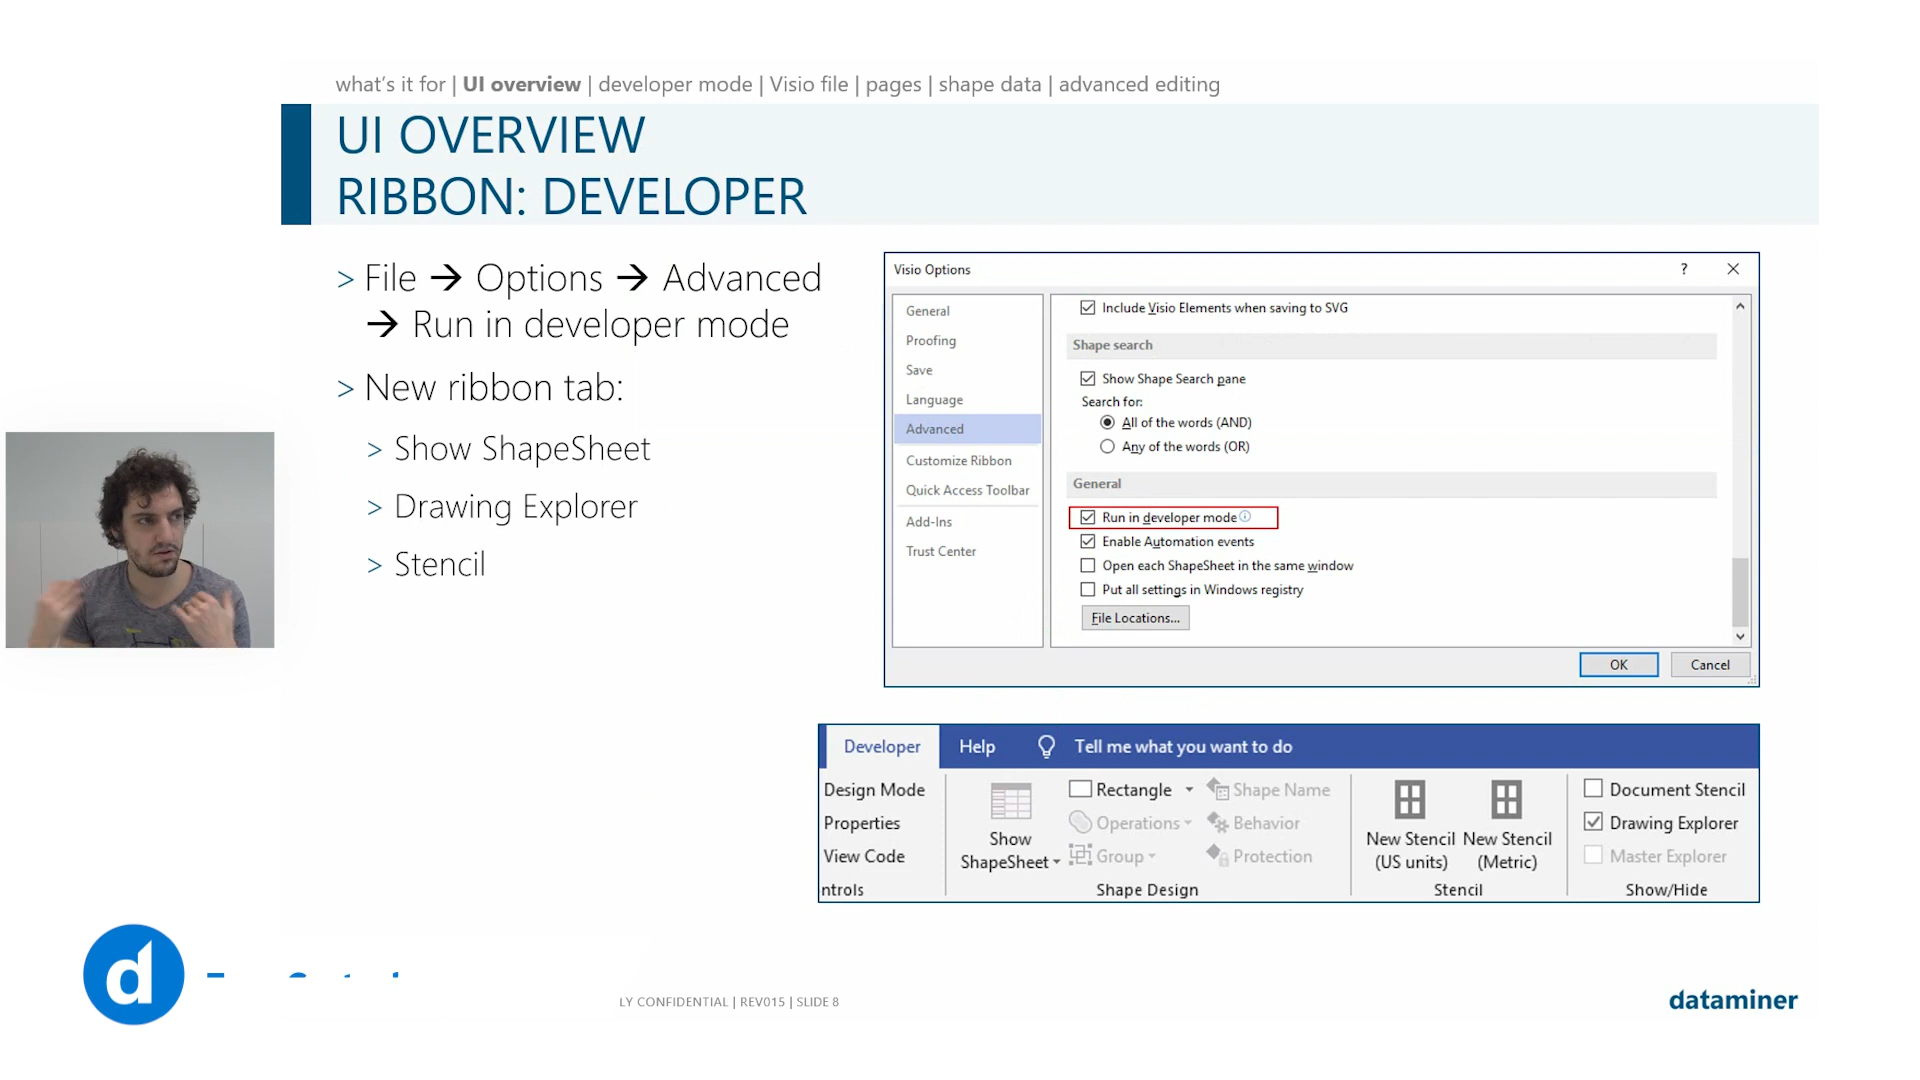 what's it for | UI overview | developer mode | Visio file | pages | shape data | advanced editing
UI OVERVIEW
RIBBON: DEVELOPER
> File → Options → Advanced
→ Run in developer mode
> New ribbon tab:
> Show ShapeSheet
> Drawing Explorer
> Stencil
Visio Options
?
General
Proofing
Save
Language
Advanced
Customize Ribbon
Quick Access Toolbar
Add-Ins
Trust Center
Include Visio Elements when saving to SVG
Shape search
Show Shape Search pane
Search for:
All of the words (AND)
Any of the words (OR)
General
Run in developer mode
Enable Automation events
Open each ShapeSheet in the same window
Put all settings in Windows registry
File Locations...
OK
Cancel
Developer
Help
Tell me what you want to do
Design Mode
Properties
View Code
ntrols
Show
ShapeSheet
Rectangle
Operations
Group
Shape Name
Behavior
Protection
Shape Design
New Stencil
(US units)
New Stencil
(Metric)
Stencil
Document Stencil
Drawing Explorer
Master Explorer
Show/Hide
d
LY CONFIDENTIAL | REV015 | SLIDE 8
dataminer